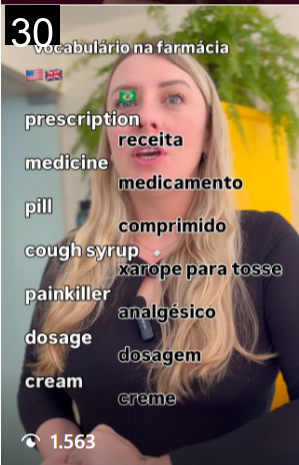 30
Vocabulário na farmácia
prescription
receita
medicine
medicamento
pill
comprimido
cough syrup
xarope para tosse
painkiller
analgésico
dosage
dosagem
cream
creme
1.563